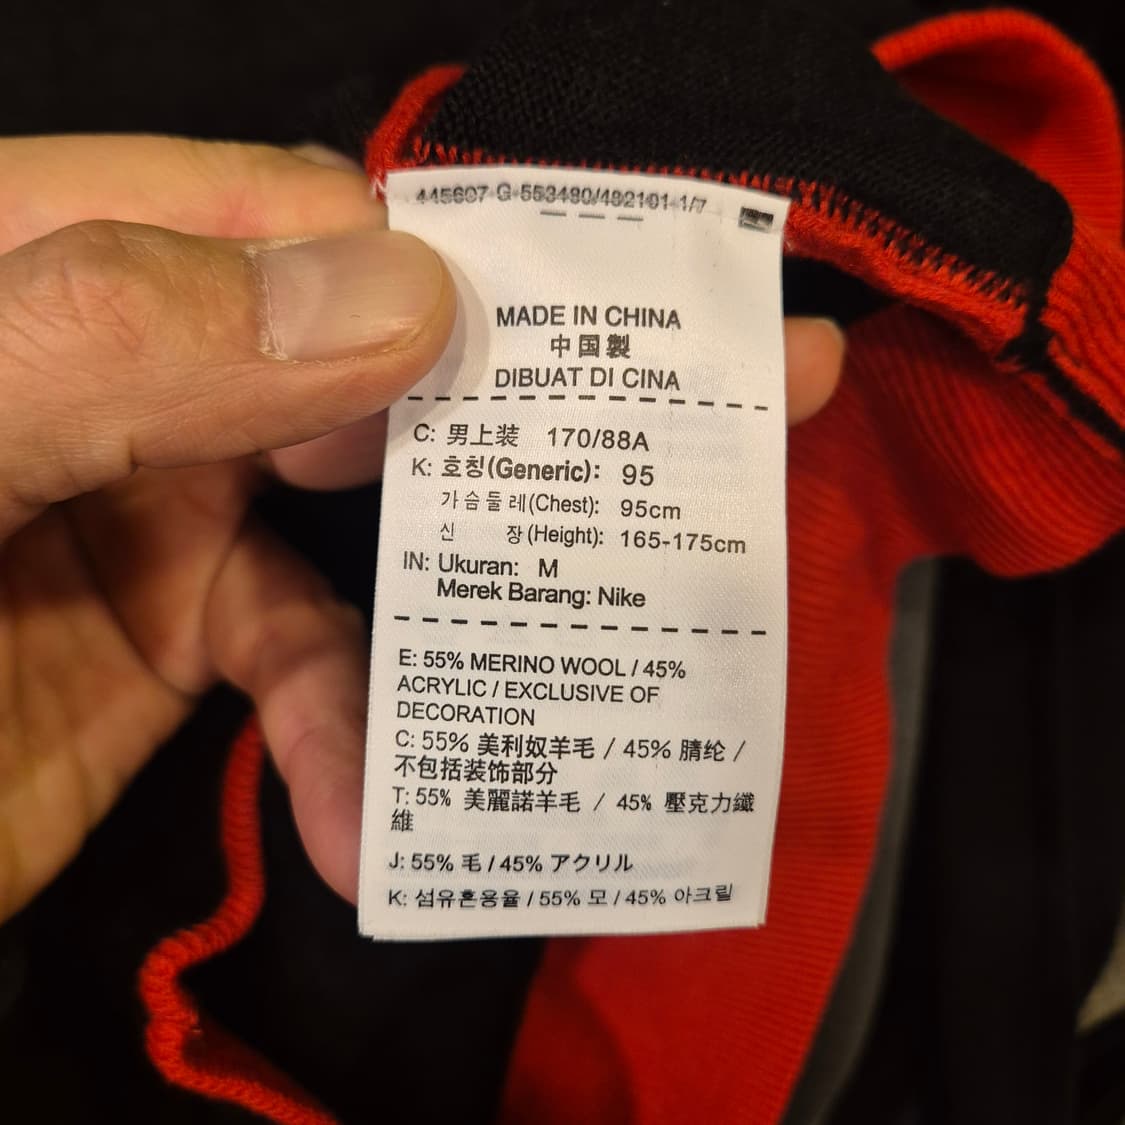 445607-G-553480/482101-1/7
MADE IN CHINA
中国製
DIBUAT DI CINA
C: 男上装 170/88A
K: 호칭(Generic): 95
가슴둘레(Chest): 95cm
신 장(Height): 165-175cm
IN: Ukuran: M
Merek Barang: Nike
E: 55% MERINO WOOL / 45%
ACRYLIC / EXCLUSIVE OF
DECORATION
C: 55% 美利奴羊毛 / 45% 腈纶 /
不包括装饰部分
T: 55% 美麗諾羊毛 / 45% 壓克力纖
維
J: 55% 毛 / 45% アクリル
K: 섬유혼용율 / 55% 모 / 45% 아크릴